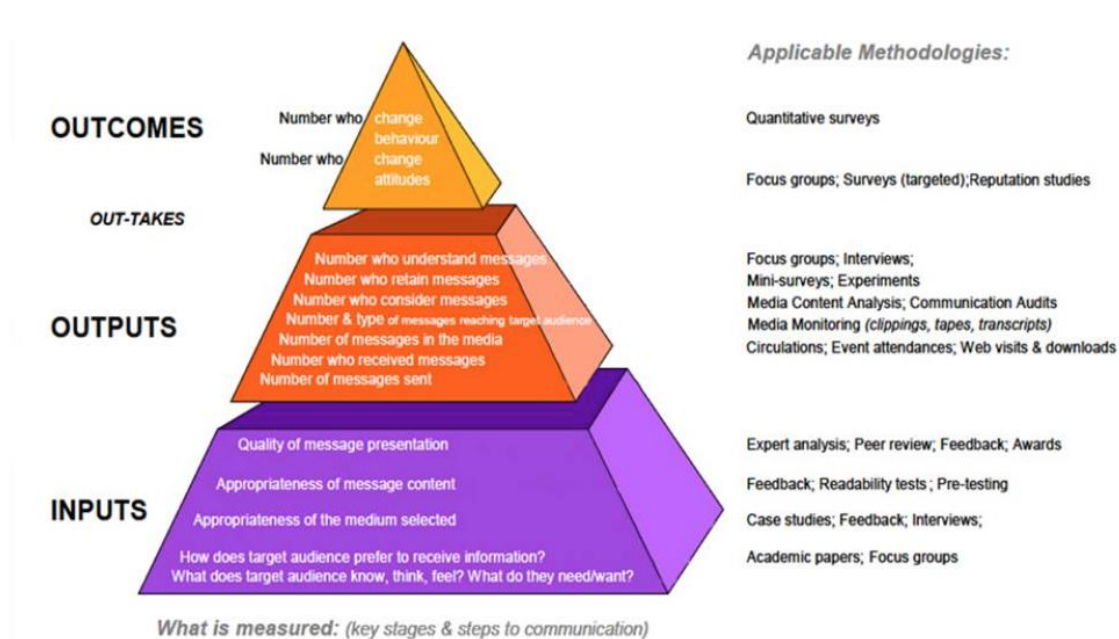 Applicable Methodologies:
OUTCOMES
Number who change
behaviour
Number who change
attitudes
Quantitative surveys
Focus groups; Surveys (targeted);Reputation studies
OUT-TAKES
OUTPUTS
Number who understand messages
Number who retain messages
Number who consider messages
Number & type of messages reaching target audience
Number of messages in the media
Number who received messages
Number of messages sent
Focus groups; Interviews;
Mini-surveys; Experiments
Media Content Analysis; Communication Audits
Media Monitoring (clippings, tapes, transcripts)
Circulations; Event attendances; Web visits & downloads
INPUTS
Quality of message presentation
Appropriateness of message content
Appropriateness of the medium selected
How does target audience prefer to receive information?
What does target audience know, think, feel? What do they need/want?
Expert analysis; Peer review; Feedback; Awards
Feedback; Readability tests ; Pre-testing
Case studies; Feedback; Interviews;
Academic papers; Focus groups
What is measured: (key stages & steps to communication)